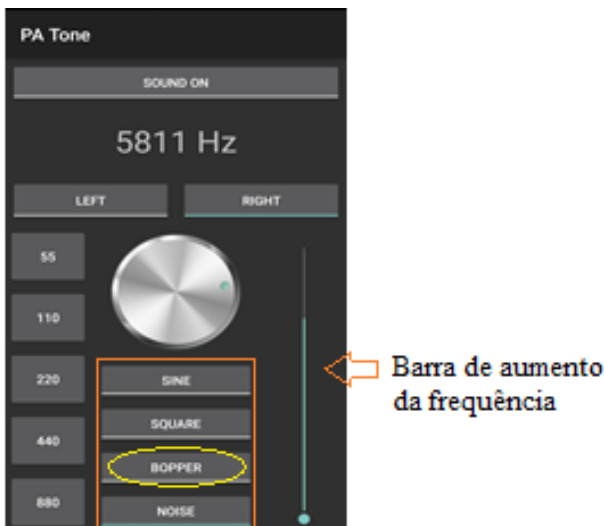 PA Tone
SOUND ON
5811 Hz
LEFT
RIGHT
55
110
220
440
880
SINE
SQUARE
BOPPER
NOISE
Barra de aumento
da frequência